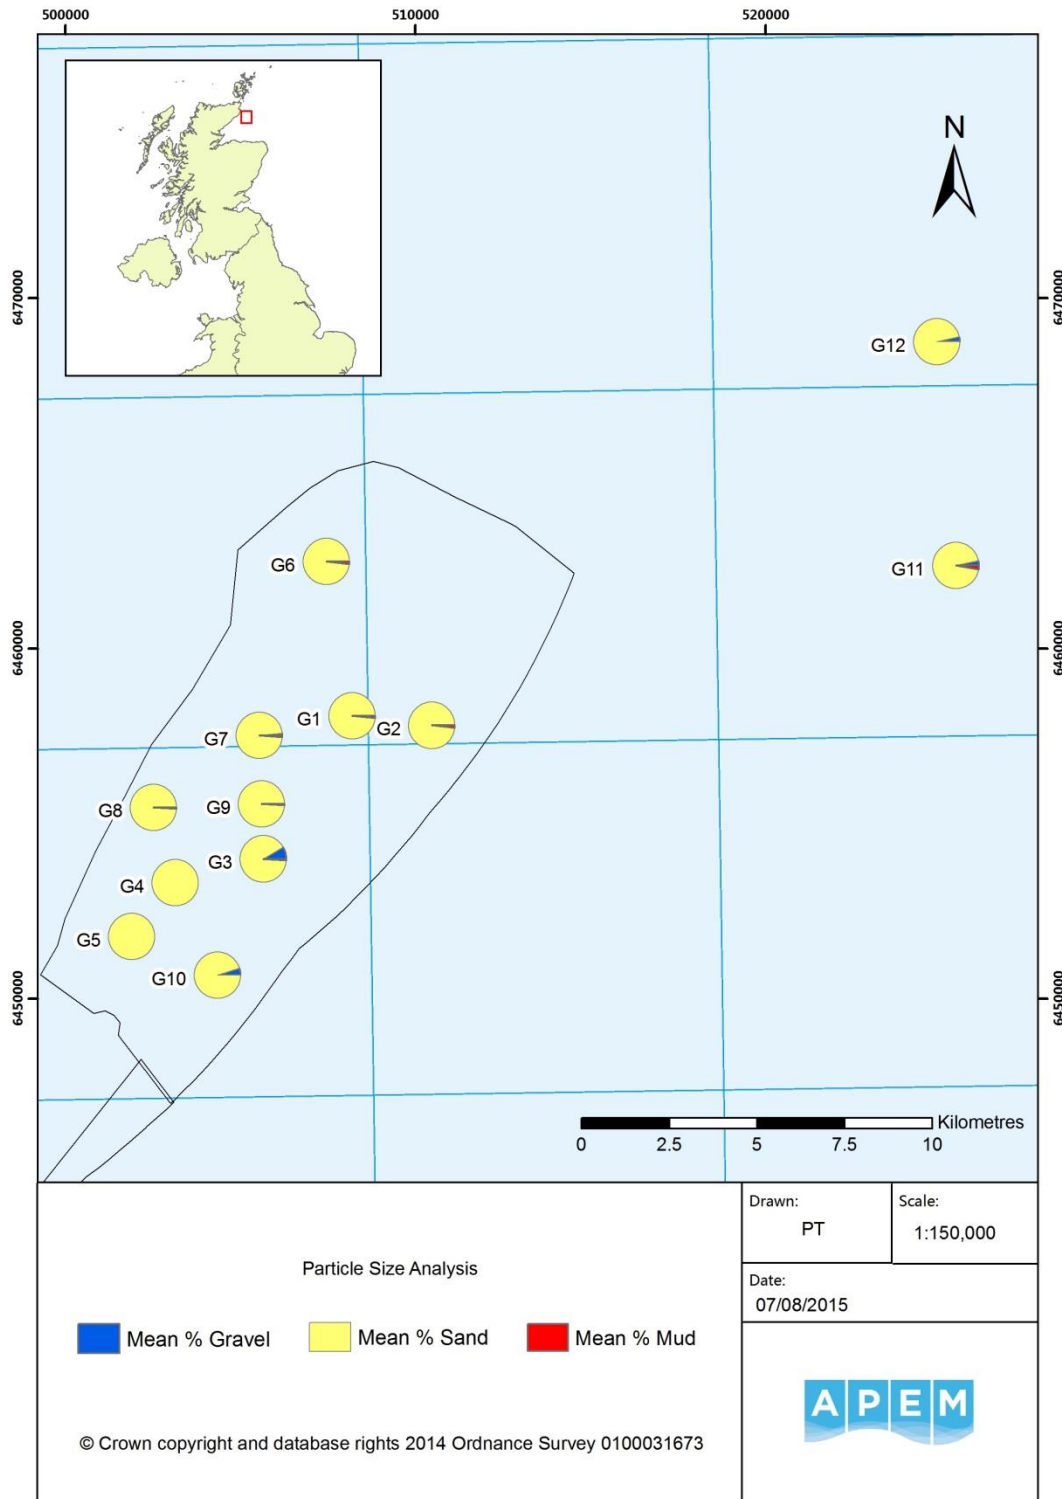 500000 510000 520000
N
6470000 6470000
G12
G6
G11
6460000 6460000
G1
G2
G7
G8
G9
G3
G4
G5
G10
6450000 6450000
Kilometres
0 2.5 5 7.5 10
Particle Size Analysis
Mean % Gravel Mean % Sand Mean % Mud
© Crown copyright and database rights 2014 Ordnance Survey 0100031673
Drawn:
PT
Scale:
1:150,000
Date:
07/08/2015
APEM